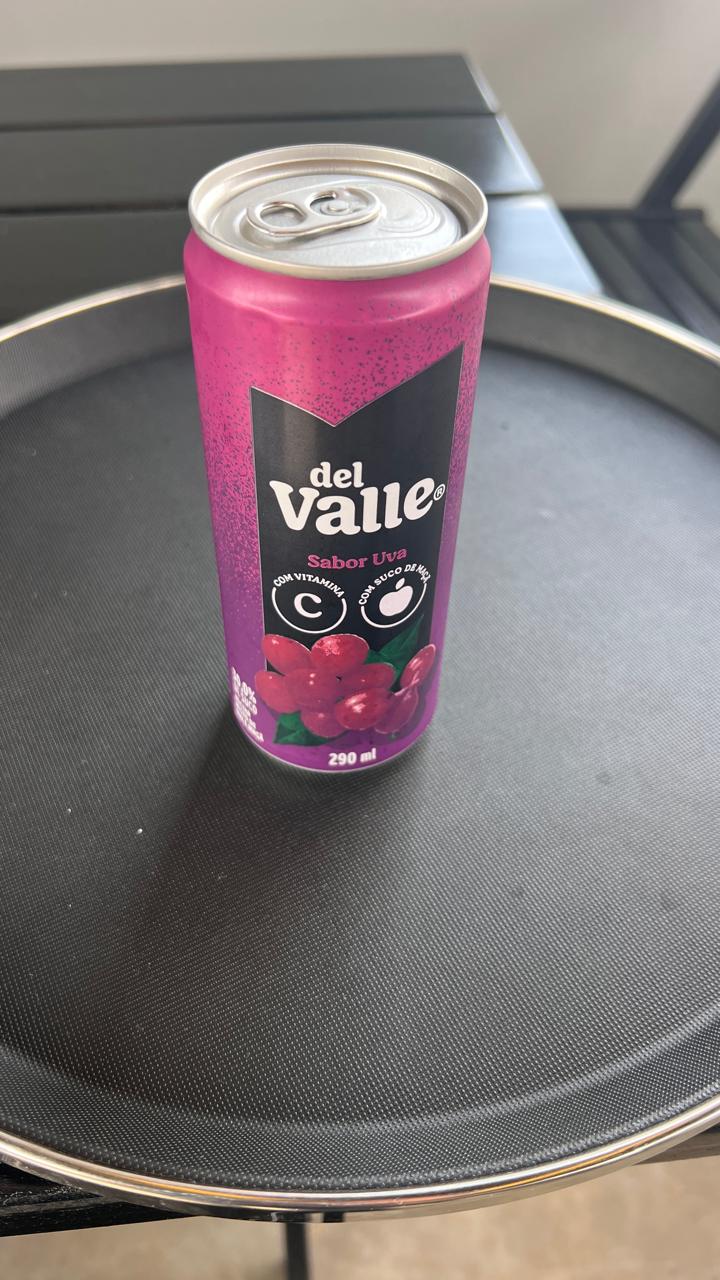 del
Valle®
Sabor Uva
COM VITAMINA
C
COM SUCO DE MAÇÃ
290 ml